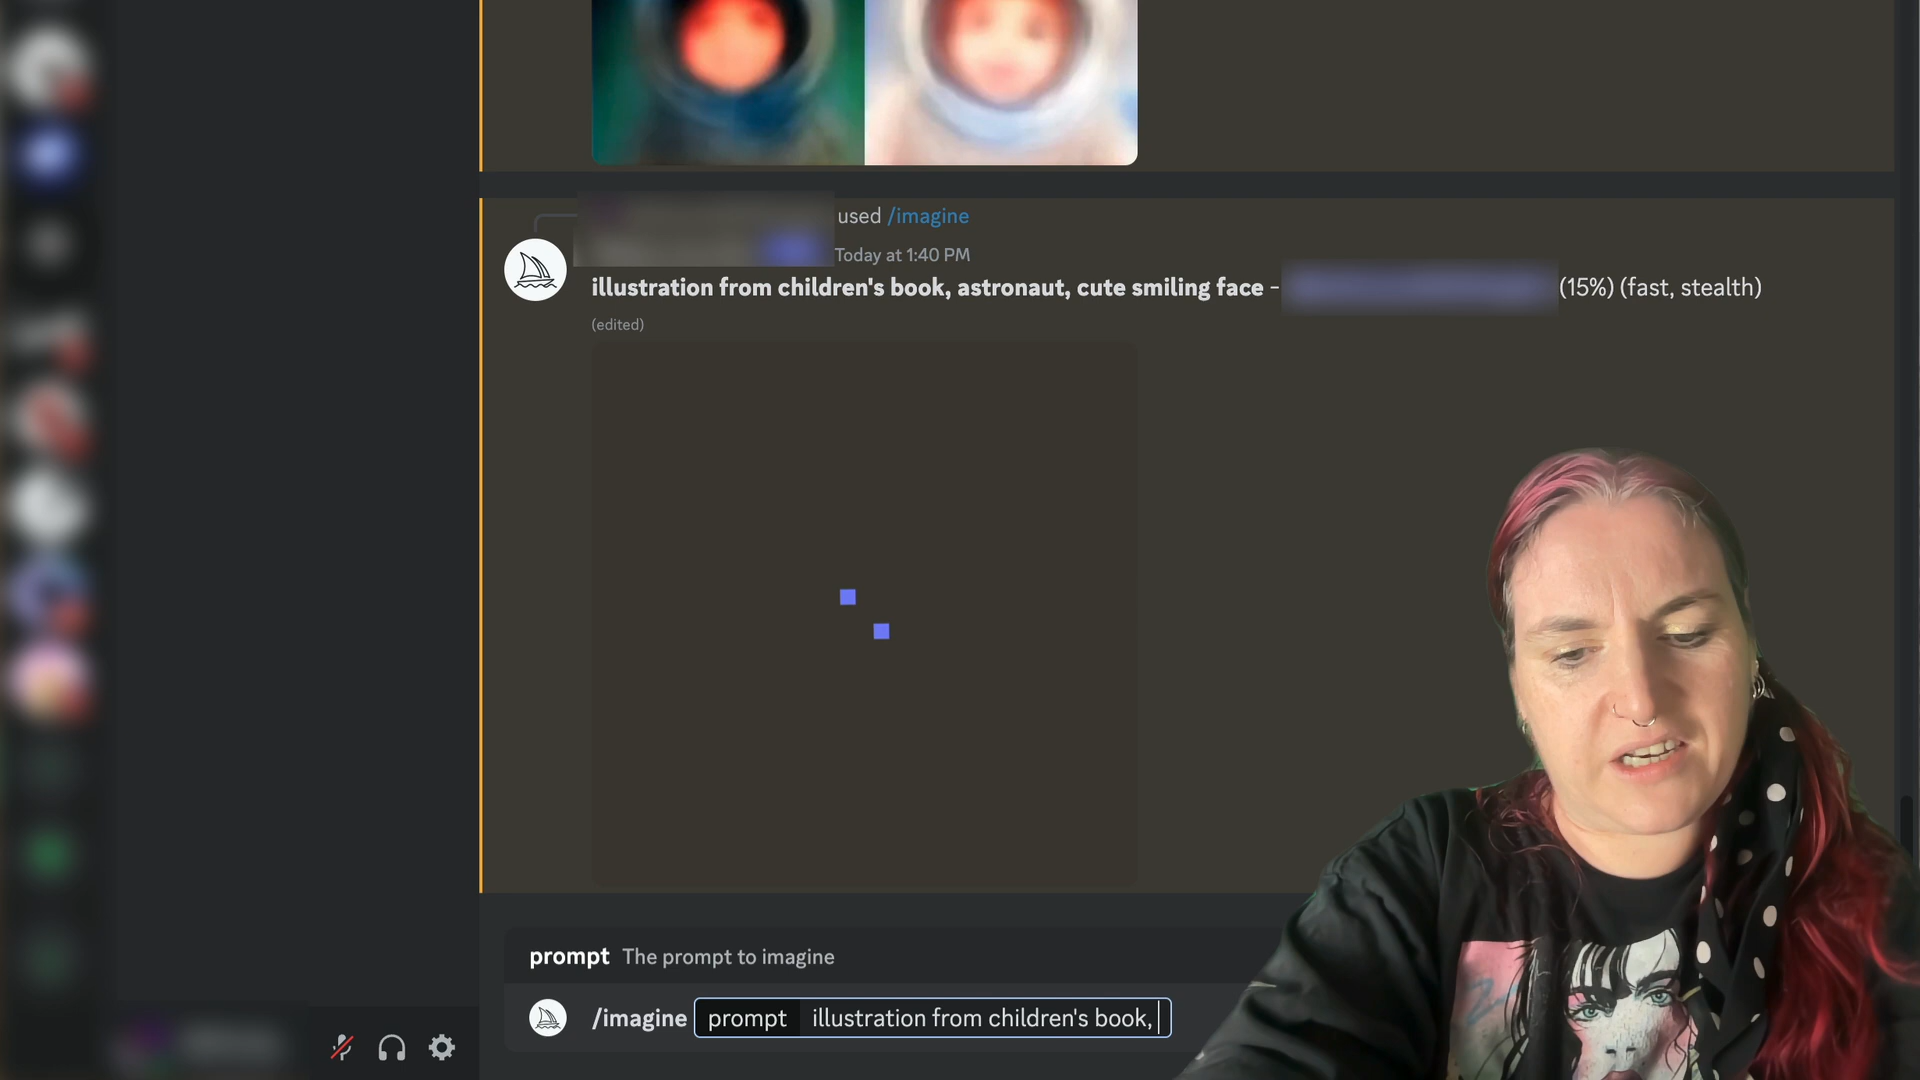 used /imagine
Today at 1:40 PM
illustration from children's book, astronaut, cute smiling face - (15%) (fast, stealth)
(edited)
prompt The prompt to imagine
/imagine prompt illustration from children's book,